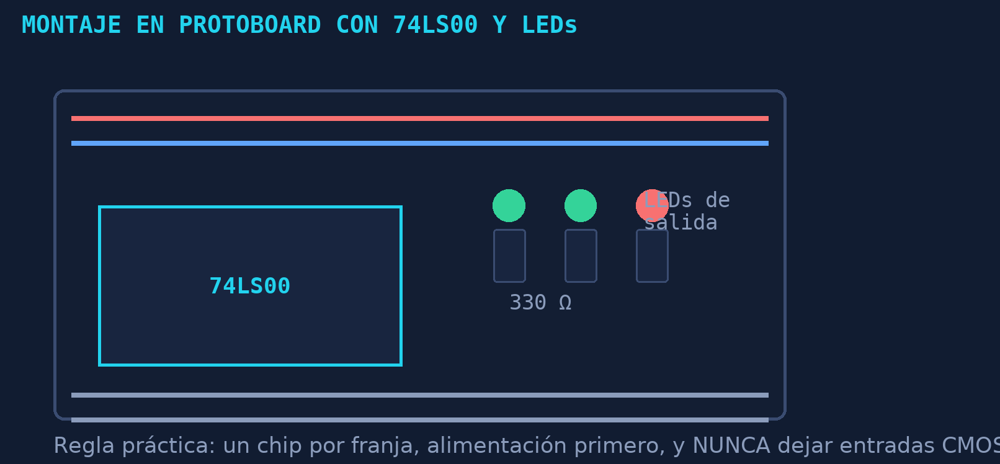 MONTAJE EN PROTOBOARD CON 74LS00 Y LEDs
LEDs de
salida
74LS00
330 Ω
Regla práctica: un chip por franja, alimentación primero, y NUNCA dejar entradas CMOS